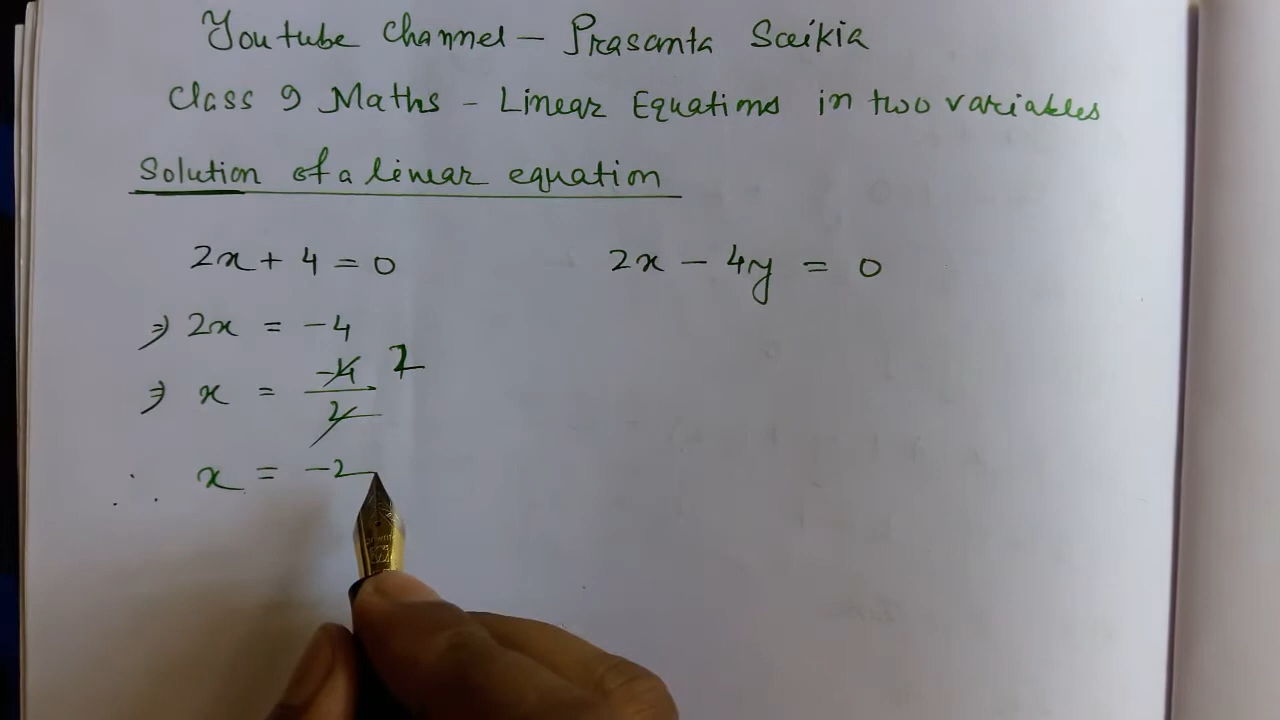 Youtube Channel - Prasanta Saikia
Class 9 Maths - Linear Equations in two variables
Solution of a linear equation
2x + 4 = 0
⇒ 2x = -4
⇒ x = -4/2 2
∴ x = -2
2x - 4y = 0